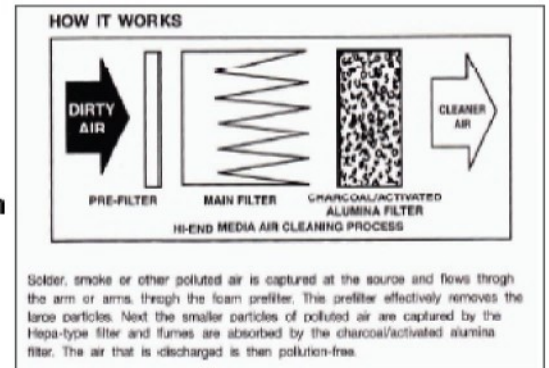 HOW IT WORKS
DIRTY
AIR
CLEANER
AIR
PRE-FILTER
MAIN FILTER
CHARCOAL/ACTIVATED
ALUMINA FILTER
HI-END MEDIA AIR CLEANING PROCESS
Solder, smoke or other polluted air is captured at the source and flows throgh
the arm or arms, throgh the foam prefilter. This prefilter effectively removes the
large particles. Next the smaller particles of polluted air are captured by the
Hepa-type filter and fumes are absorbed by the charcoal/activated alumina
filter. The air that is discharged is then pollution-free.